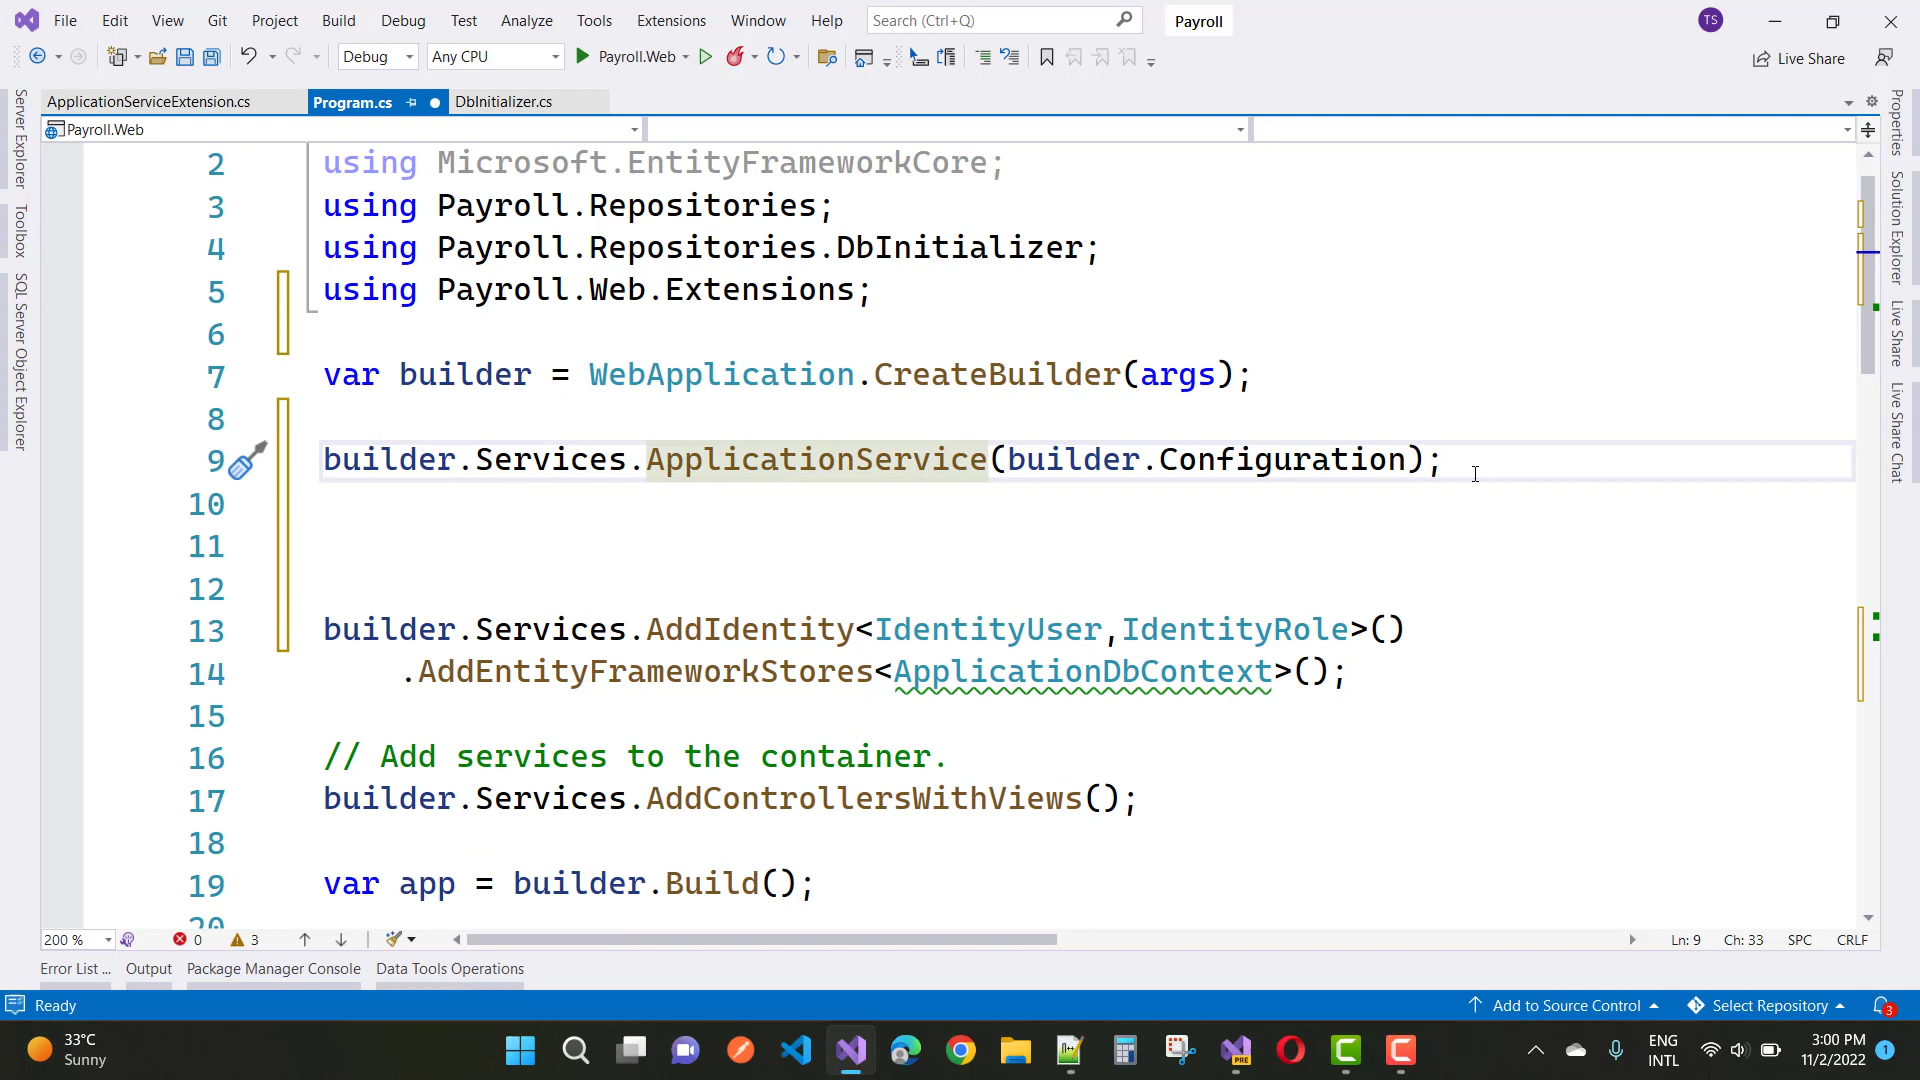 File Edit View Git Project Build Debug Test Analyze Tools Extensions Window Help Search (Ctrl+Q) Payroll TS
Debug Any CPU Payroll.Web Live Share
ApplicationServiceExtension.cs Program.cs DbInitializer.cs
Payroll.Web
Server Explorer
Toolbox
SQL Server Object Explorer
2 using Microsoft.EntityFrameworkCore;
3 using Payroll.Repositories;
4 using Payroll.Repositories.DbInitializer;
5 using Payroll.Web.Extensions;
6
7 var builder = WebApplication.CreateBuilder(args);
8
9 builder.Services.ApplicationService(builder.Configuration);
10
11
12
13 builder.Services.AddIdentity<IdentityUser,IdentityRole>()
14 .AddEntityFrameworkStores<ApplicationDbContext>();
15
16 // Add services to the container.
17 builder.Services.AddControllersWithViews();
18
19 var app = builder.Build();
20
Properties
Solution Explorer
Live Share
Live Share Chat
200 % 0 3 Ln: 9 Ch: 33 SPC CRLF
Error List ... Output Package Manager Console Data Tools Operations
Ready Add to Source Control Select Repository 3
33°C
Sunny
PRE
ENG
INTL
3:00 PM
11/2/2022
1